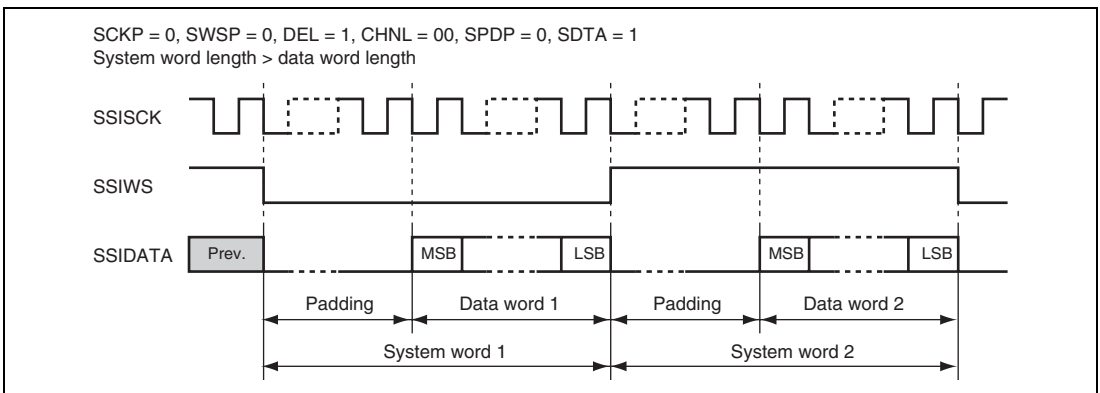 SCKP = 0, SWSP = 0, DEL = 1, CHNL = 00, SPDP = 0, SDTA = 1
System word length > data word length
SSISCK
SSIWS
SSIDATA
Prev.
MSB
LSB
MSB
LSB
Padding
Data word 1
Padding
Data word 2
System word 1
System word 2